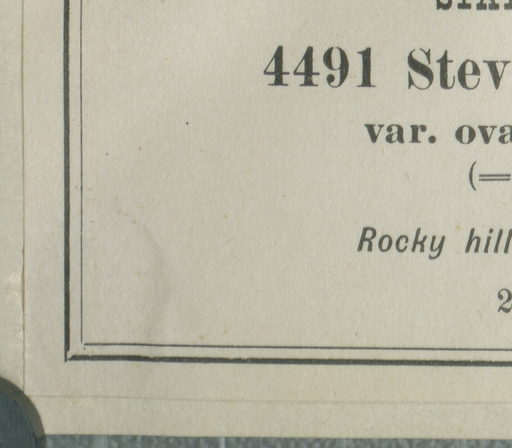 4491 Stev
var. ova
(=
Rocky hill
2